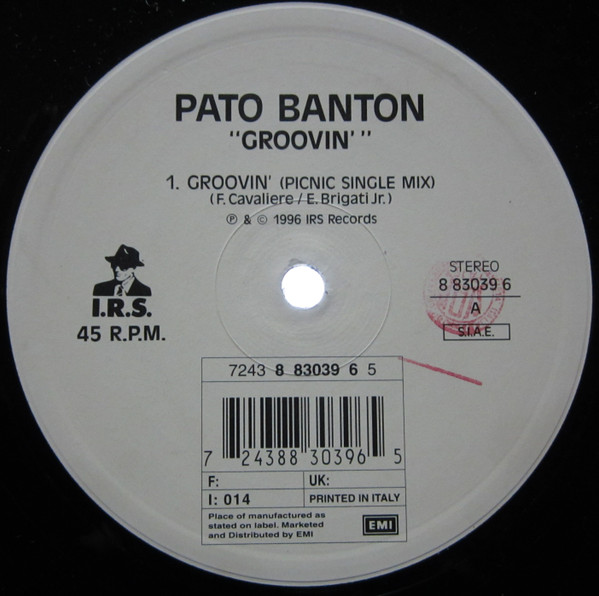 PATO BANTON
"GROOVIN'"
1. GROOVIN' (PICNIC SINGLE MIX)
(F. Cavaliere / E. Brigati Jr.)
℗ & © 1996 IRS Records
I.R.S.
45 R.P.M.
STEREO
8 83039 6
A
S.I.A.E.
7243 8 83039 6 5
7 24388 30396 5
F:
UK:
I: 014
PRINTED IN ITALY
Place of manufactured as
stated on label. Marketed
and Distributed by EMI
EMI